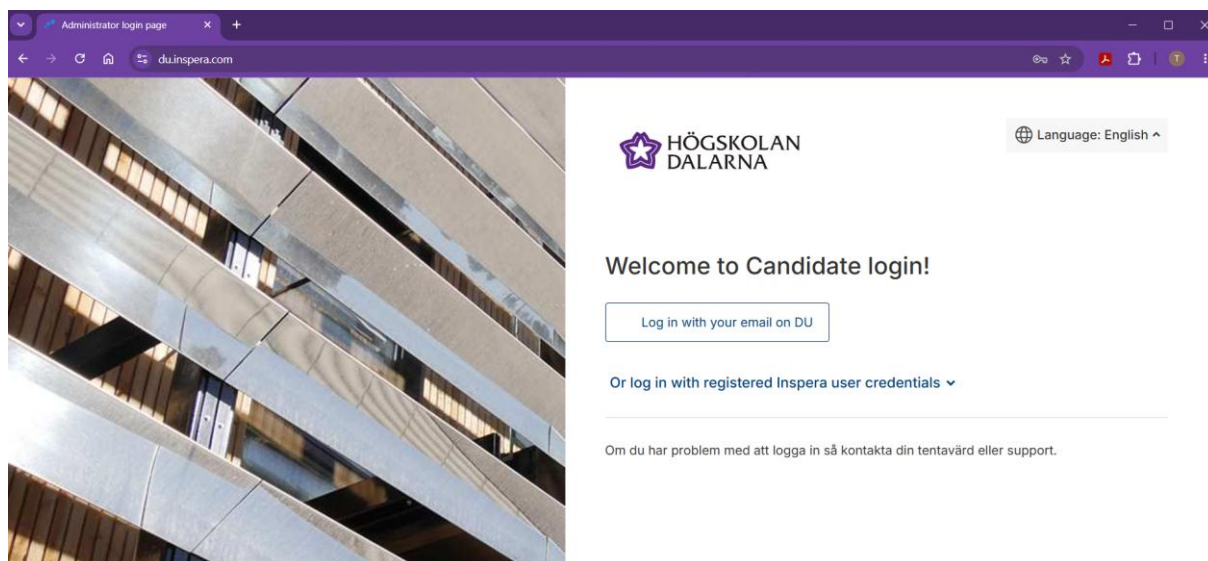 Administrator login page
du.inspera.com
T
HÖGSKOLAN
DALARNA
Language: English
Welcome to Candidate login!
Log in with your email on DU
Or log in with registered Inspera user credentials
Om du har problem med att logga in så kontakta din tentavärd eller support.